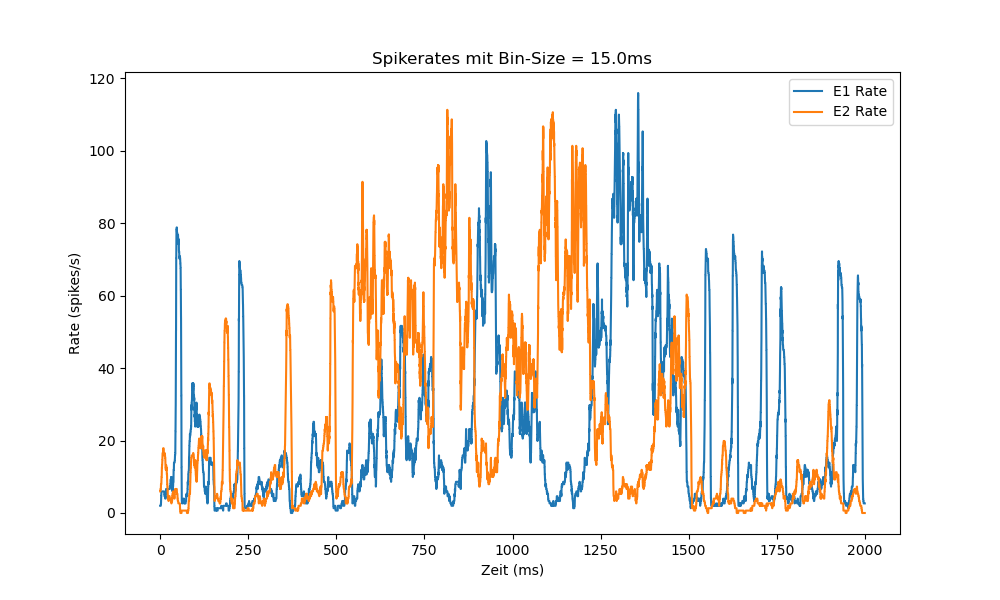 Spikerates mit Bin-Size = 15.0ms
E1 Rate
E2 Rate
Rate (spikes/s)
120
100
80
60
40
20
0
0 250 500 750 1000 1250 1500 1750 2000
Zeit (ms)